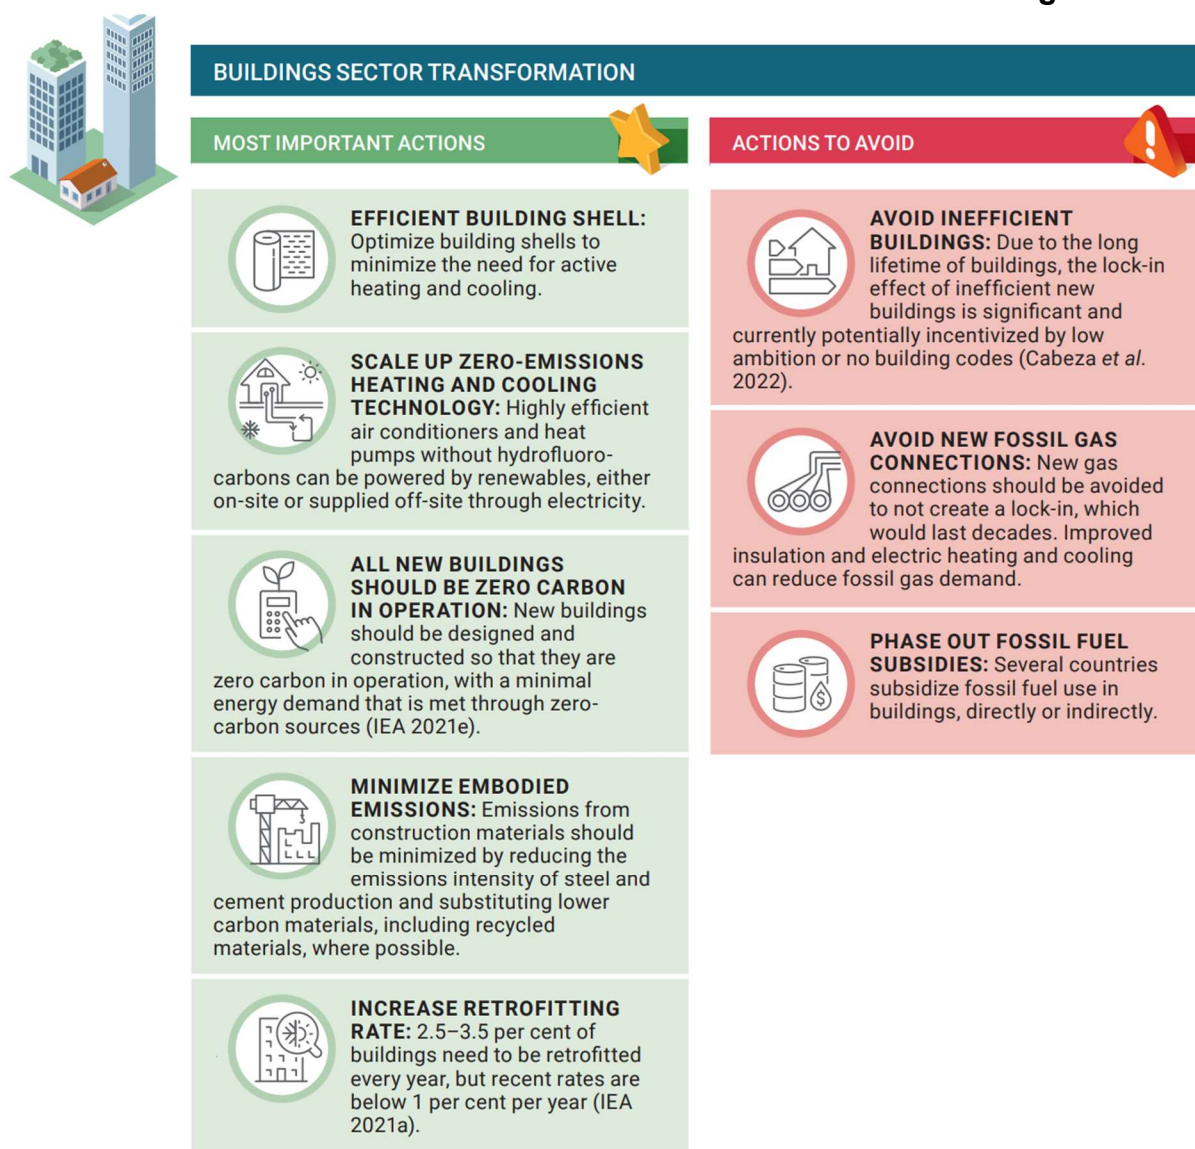 BUILDINGS SECTOR TRANSFORMATION
MOST IMPORTANT ACTIONS
EFFICIENT BUILDING SHELL:
Optimize building shells to
minimize the need for active
heating and cooling.
SCALE UP ZERO-EMISSIONS
HEATING AND COOLING
TECHNOLOGY: Highly efficient
air conditioners and heat
pumps without hydrofluoro-
carbons can be powered by renewables, either
on-site or supplied off-site through electricity.
ALL NEW BUILDINGS
SHOULD BE ZERO CARBON
IN OPERATION: New buildings
should be designed and
constructed so that they are
zero carbon in operation, with a minimal
energy demand that is met through zero-
carbon sources (IEA 2021e).
MINIMIZE EMBODIED
EMISSIONS: Emissions from
construction materials should
be minimized by reducing the
emissions intensity of steel and
cement production and substituting lower
carbon materials, including recycled
materials, where possible.
INCREASE RETROFITTING
RATE: 2.5–3.5 per cent of
buildings need to be retrofitted
every year, but recent rates are
below 1 per cent per year (IEA
2021a).
ACTIONS TO AVOID
AVOID INEFFICIENT
BUILDINGS: Due to the long
lifetime of buildings, the lock-in
effect of inefficient new
buildings is significant and
currently potentially incentivized by low
ambition or no building codes (Cabeza et al.
2022).
AVOID NEW FOSSIL GAS
CONNECTIONS: New gas
connections should be avoided
to not create a lock-in, which
would last decades. Improved
insulation and electric heating and cooling
can reduce fossil gas demand.
PHASE OUT FOSSIL FUEL
SUBSIDIES: Several countries
subsidize fossil fuel use in
buildings, directly or indirectly.